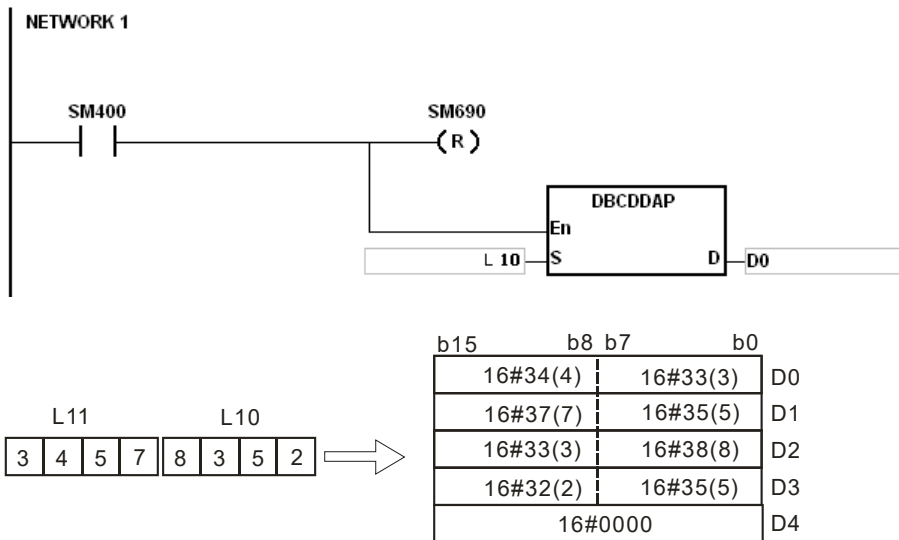 NETWORK 1
SM400
SM690
( R )
DBCDDAP
En
L 10 S D D0
b15 b8 b7 b0
16#34(4) 16#33(3) D0
L11 L10
16#37(7) 16#35(5) D1
3 4 5 7 8 3 5 2
16#33(3) 16#38(8) D2
16#32(2) 16#35(5) D3
16#0000 D4